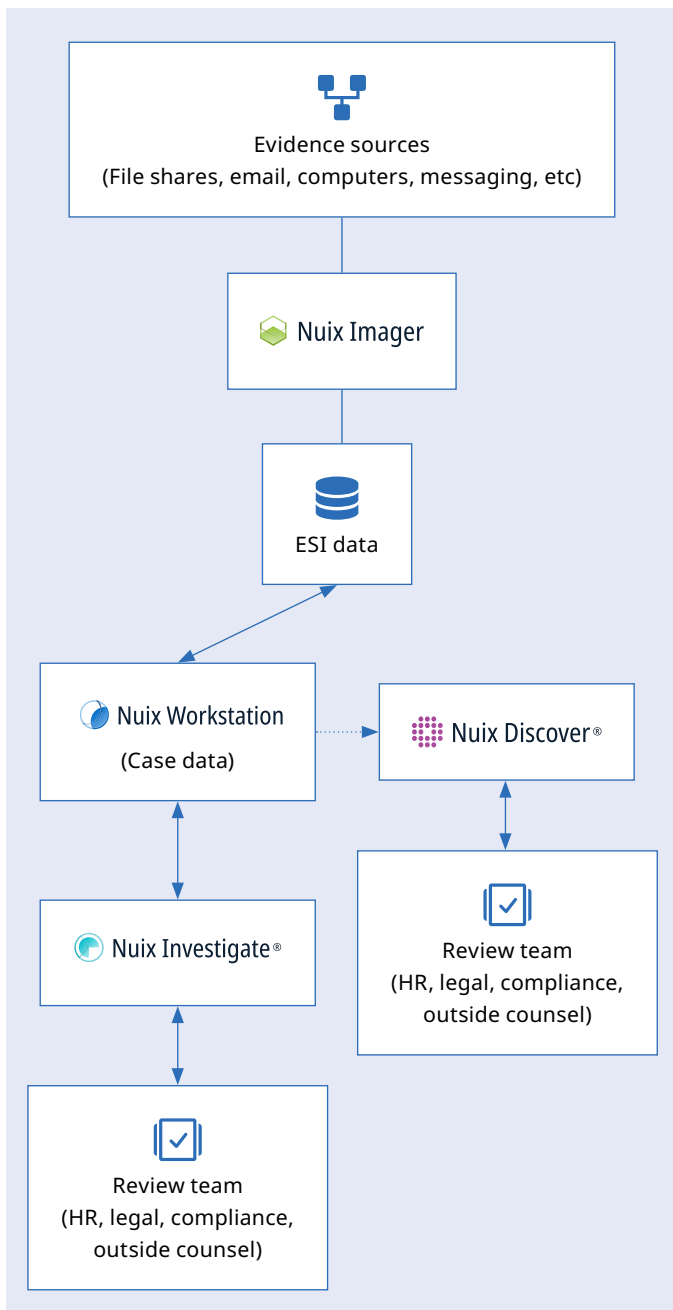 Evidence sources
(File shares, email, computers, messaging, etc)
Nuix Imager
ESI data
Nuix Workstation
(Case data)
Nuix Discover®
Nuix Investigate®
Review team
(HR, legal, compliance,
outside counsel)
Review team
(HR, legal, compliance,
outside counsel)